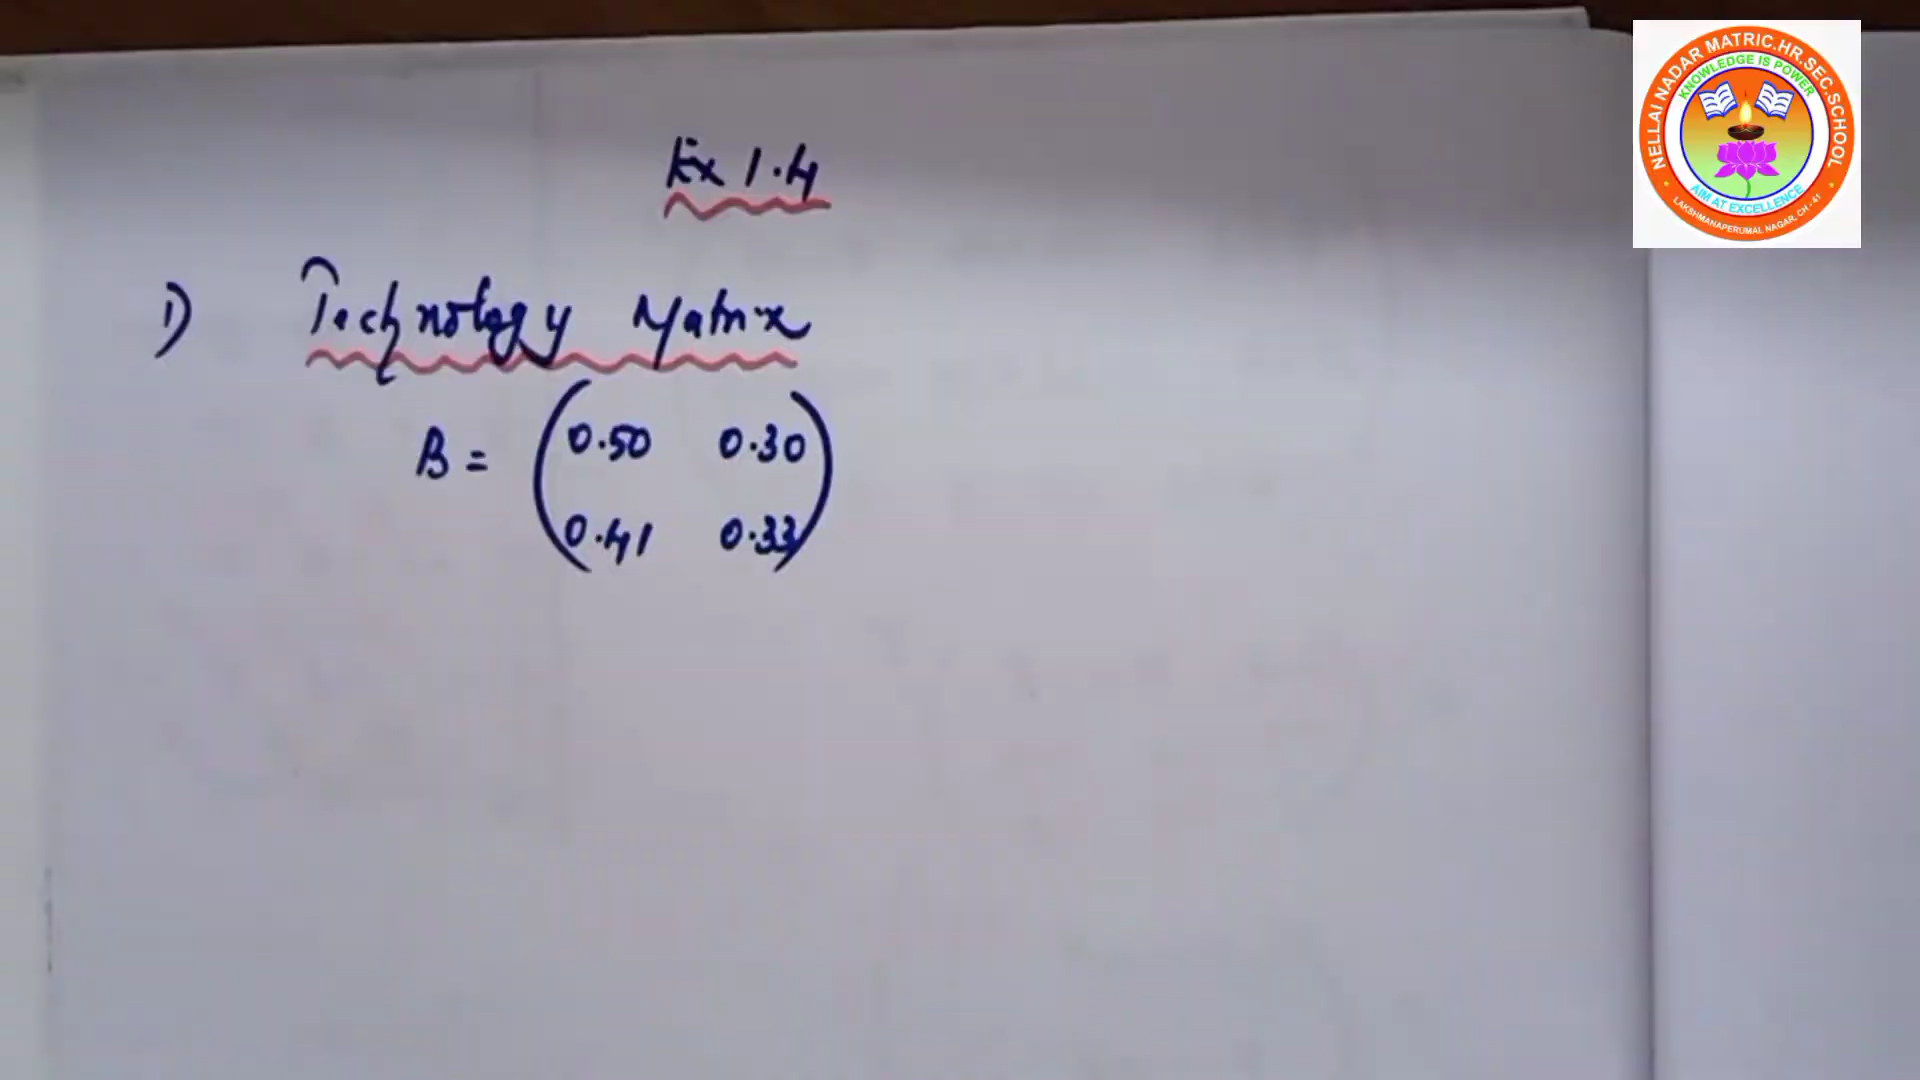 NELLAI NADAR MATRIC.HR.SEC.SCHOOL
KNOWLEDGE IS POWER
AIM AT EXCELLENCE
LAKSHMANAPERUMAL NAGAR, CH - 41
Ex 1.4
1) Technology Matrix
B = (0.50 0.30
0.41 0.33)